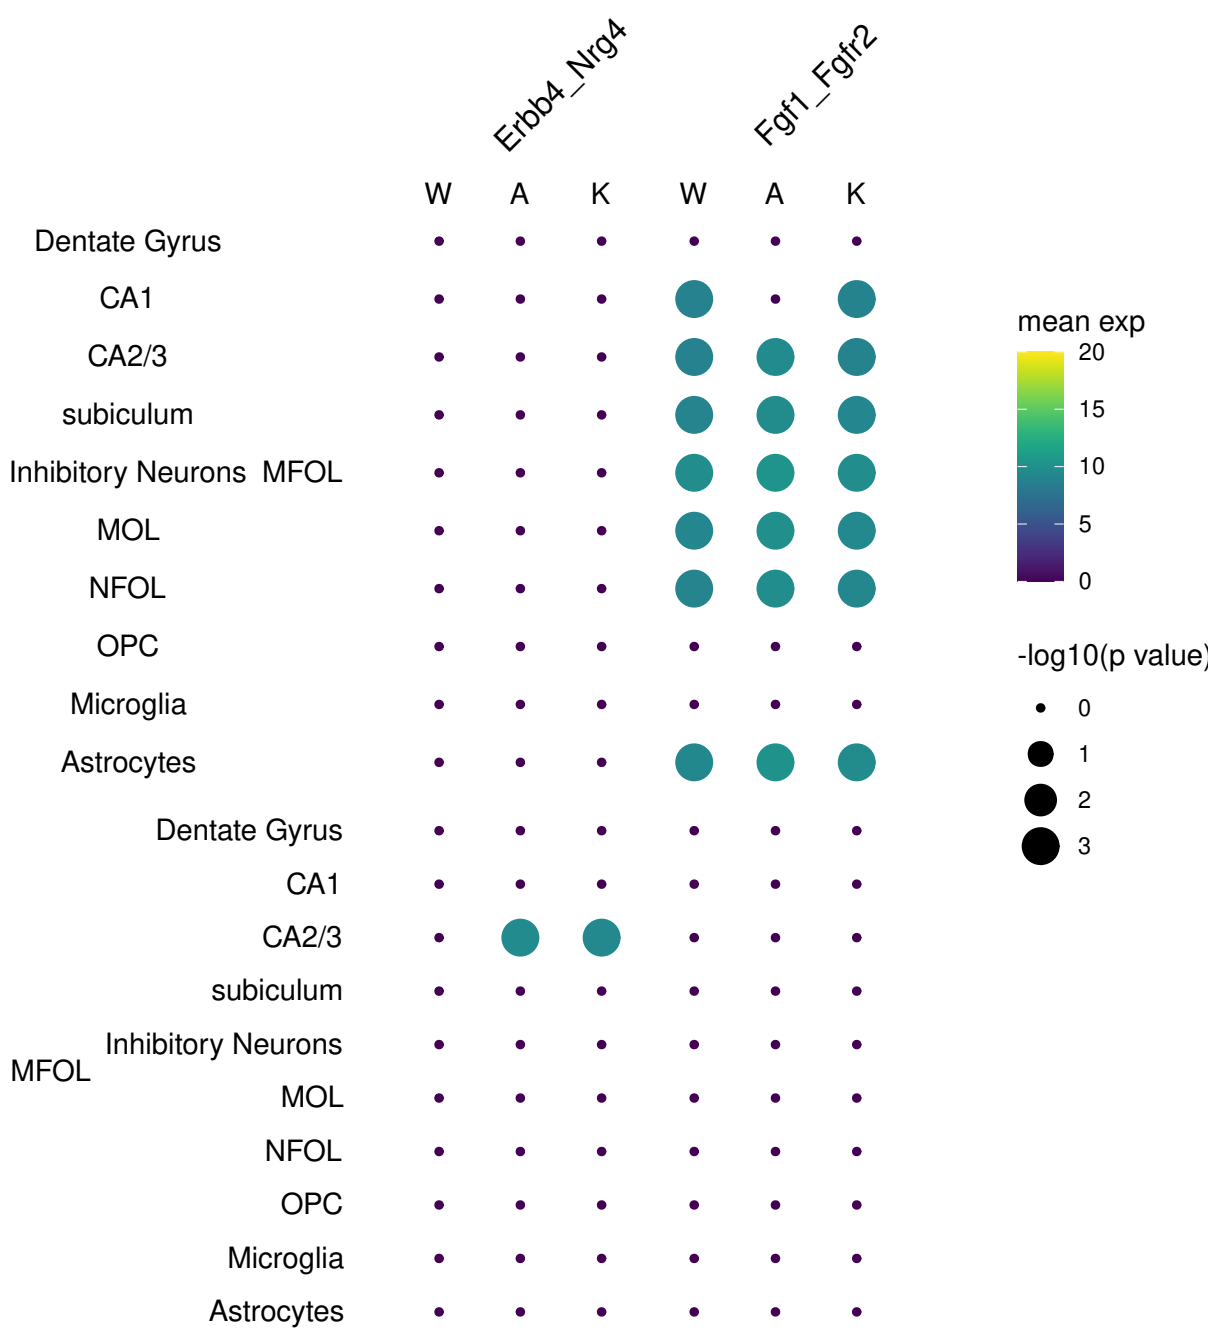 Erbb4_Nrg4 Fgf1_Fgfr2
W A K W A K
Dentate Gyrus
CA1
CA2/3
subiculum
Inhibitory Neurons MFOL
MOL
NFOL
OPC
Microglia
Astrocytes
Dentate Gyrus
CA1
CA2/3
subiculum
Inhibitory Neurons
MFOL
MOL
NFOL
OPC
Microglia
Astrocytes
mean exp
20
15
10
5
0
-log10(p value)
0
1
2
3